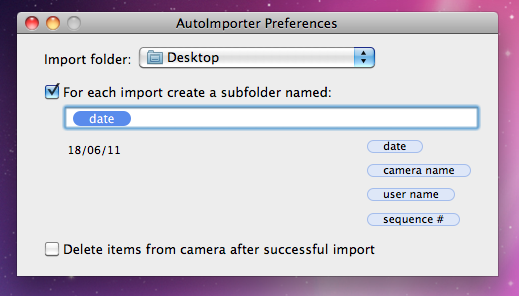 AutoImporter Preferences
Import folder: Desktop
For each import create a subfolder named:
date
18/06/11
date
camera name
user name
sequence #
Delete items from camera after successful import